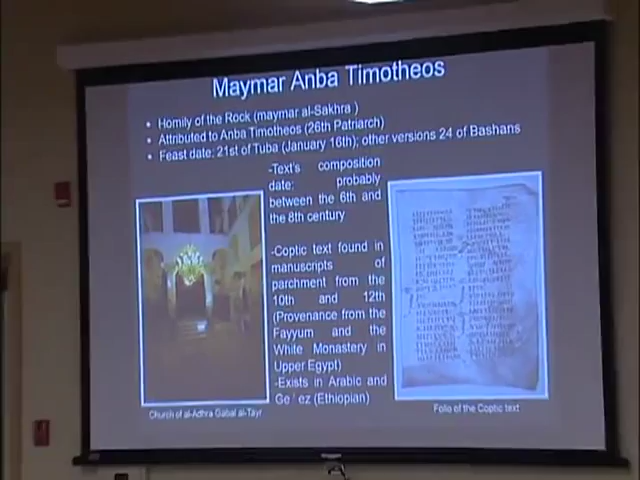 Maymar Anba Timotheos
• Homily of the Rock (maymar al-Sakhra )
• Attributed to Anba Timotheos (26th Patriarch)
• Feast date: 21st of Tuba (January 16th); other versions 24 of Bashans
-Text's composition
date: probably
between the 6th and
the 8th century
-Coptic text found in
manuscripts of
parchment from the
10th and 12th
(Provenance from the
Fayyum and the
White Monastery in
Upper Egypt)
-Exists in Arabic and
Ge ' ez (Ethiopian)
Church of al-Adhra Gabal al-Tayr
Folio of the Coptic text